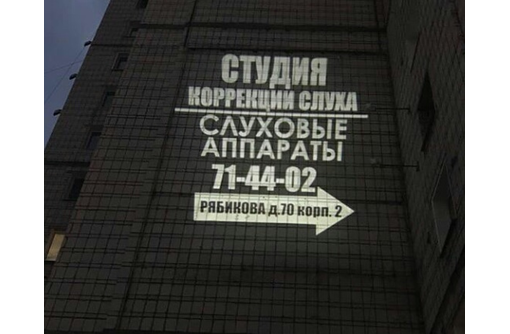 СТУДИЯ
КОРРЕКЦИИ СЛУХА
СЛУХОВЫЕ
АППАРАТЫ
71-44-02
РЯБИКОВА д.70 корп. 2